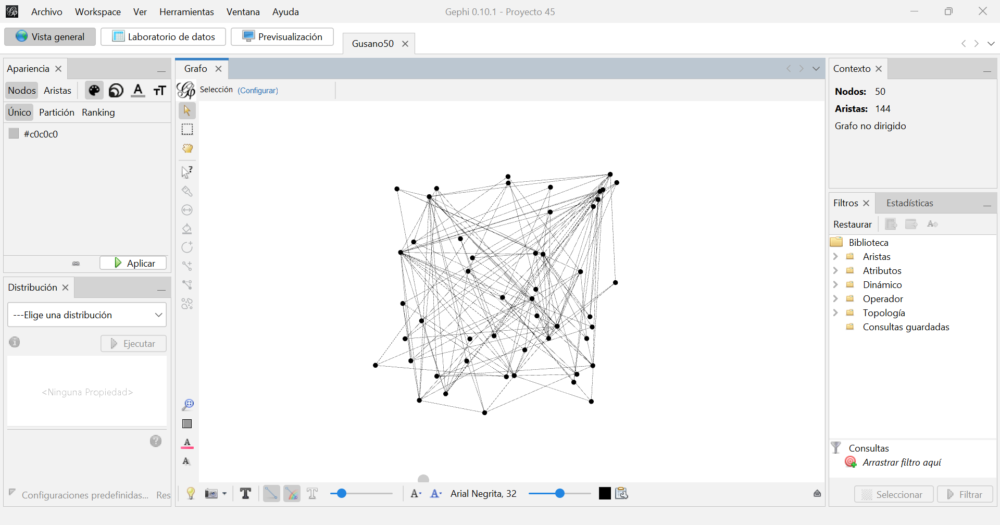 Archivo Workspace Ver Herramientas Ventana Ayuda
Gephi 0.10.1 - Proyecto 45
Vista general
Laboratorio de datos
Previsualización
Gusano50
Apariencia
Nodos Aristas
Único Partición Ranking
#c0c0c0
Aplicar
Distribución
---Elige una distribución
Ejecutar
<Ninguna Propiedad>
Configuraciones predefinidas... Res
Grafo
Selección (Configurar)
Arial Negrita, 32
Contexto
Nodos: 50
Aristas: 144
Grafo no dirigido
Filtros
Estadísticas
Restaurar
Biblioteca
Aristas
Atributos
Dinámico
Operador
Topología
Consultas guardadas
Consultas
Arrastrar filtro aquí
Seleccionar
Filtrar